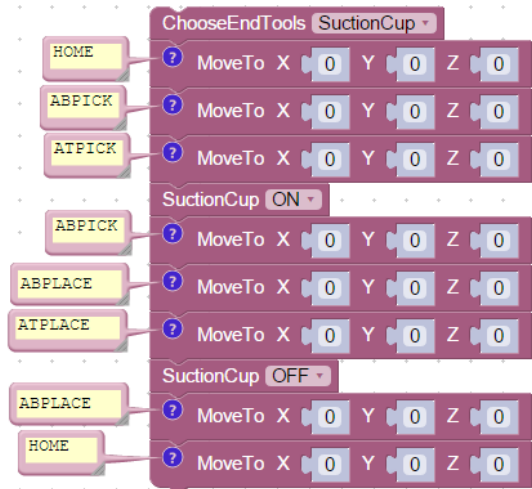 ChooseEndTools SuctionCup
HOME ? MoveTo X 0 Y 0 Z 0
ABPICK ? MoveTo X 0 Y 0 Z 0
ATPICK ? MoveTo X 0 Y 0 Z 0
SuctionCup ON
ABPICK ? MoveTo X 0 Y 0 Z 0
ABPLACE ? MoveTo X 0 Y 0 Z 0
ATPLACE ? MoveTo X 0 Y 0 Z 0
SuctionCup OFF
ABPLACE ? MoveTo X 0 Y 0 Z 0
HOME ? MoveTo X 0 Y 0 Z 0